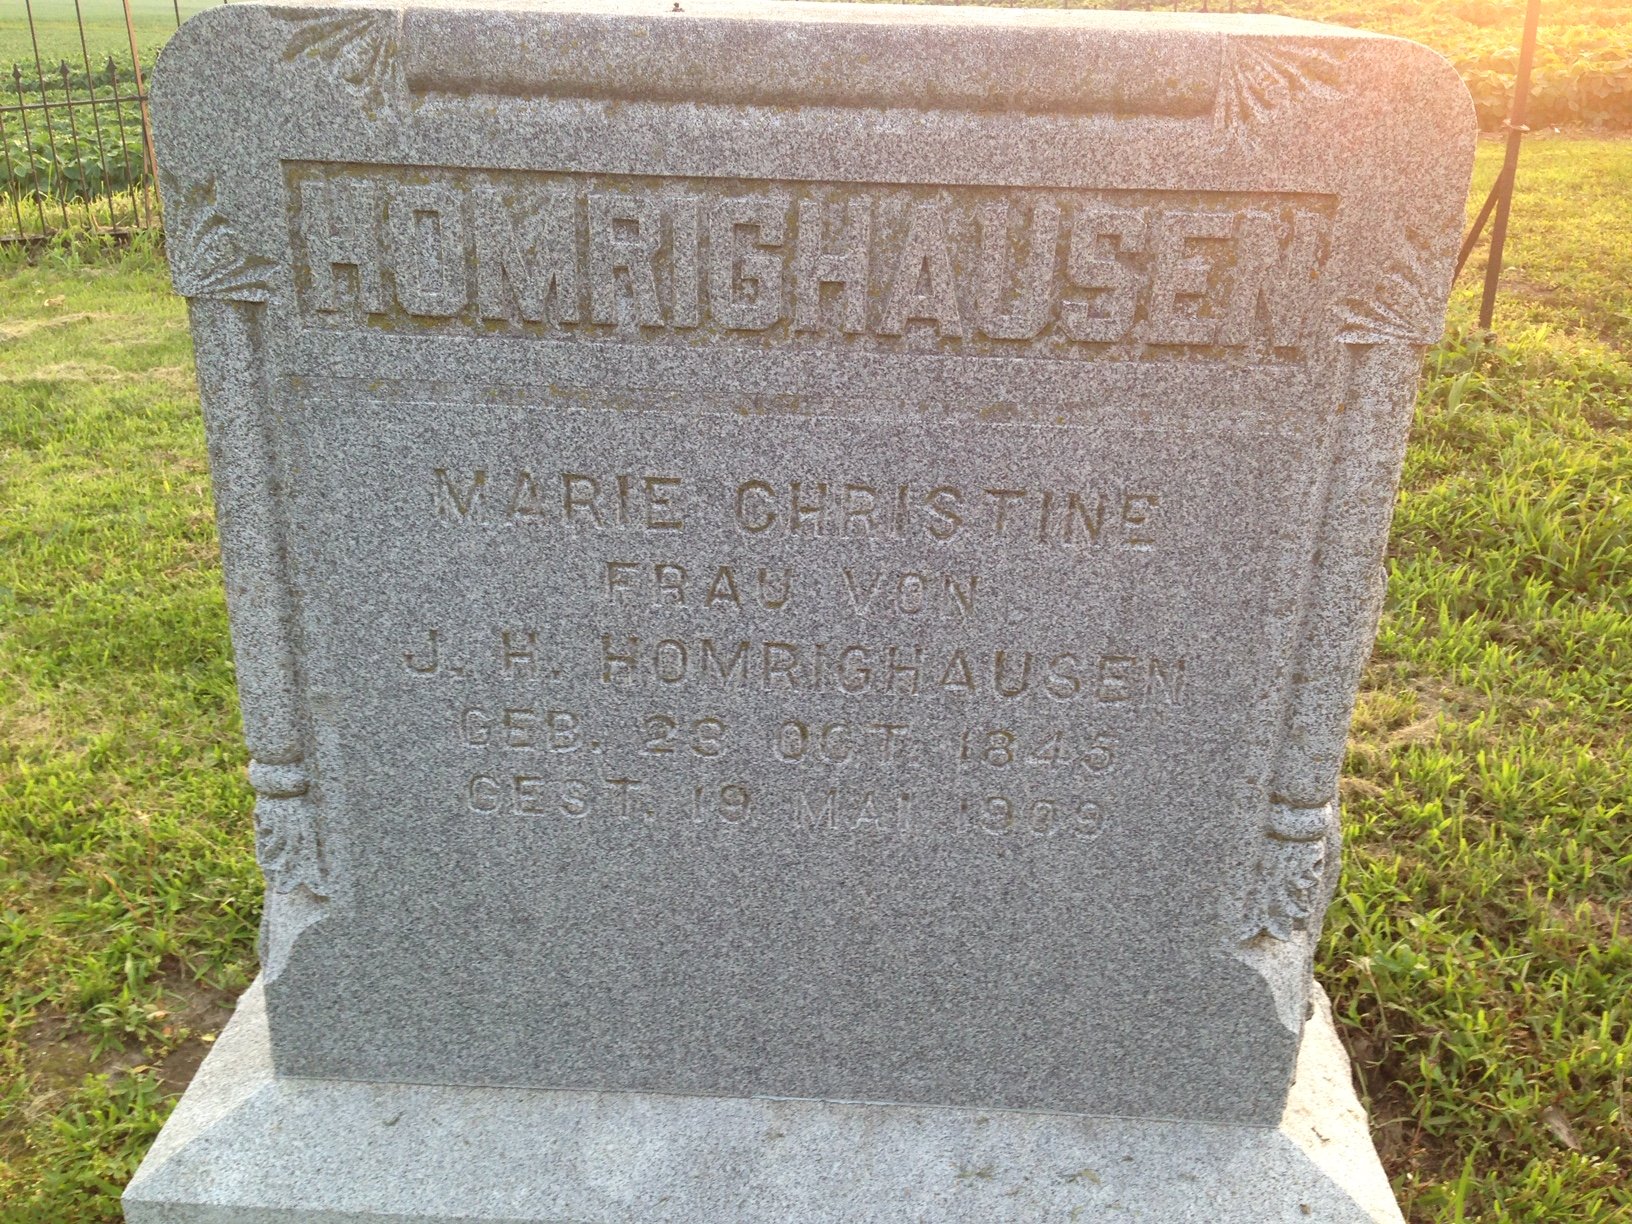 HOMRIGHAUSEN
MARIE CHRISTINE
FRAU VON
J. H. HOMRIGHAUSEN
GEB. 23 OCT. 1845
GEST. 19 MAI 1909